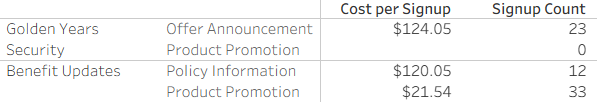 Cost per Signup Signup Count
Golden Years Offer Announcement $124.05 23
Security Product Promotion 0
Benefit Updates Policy Information $120.05 12
Product Promotion $21.54 33